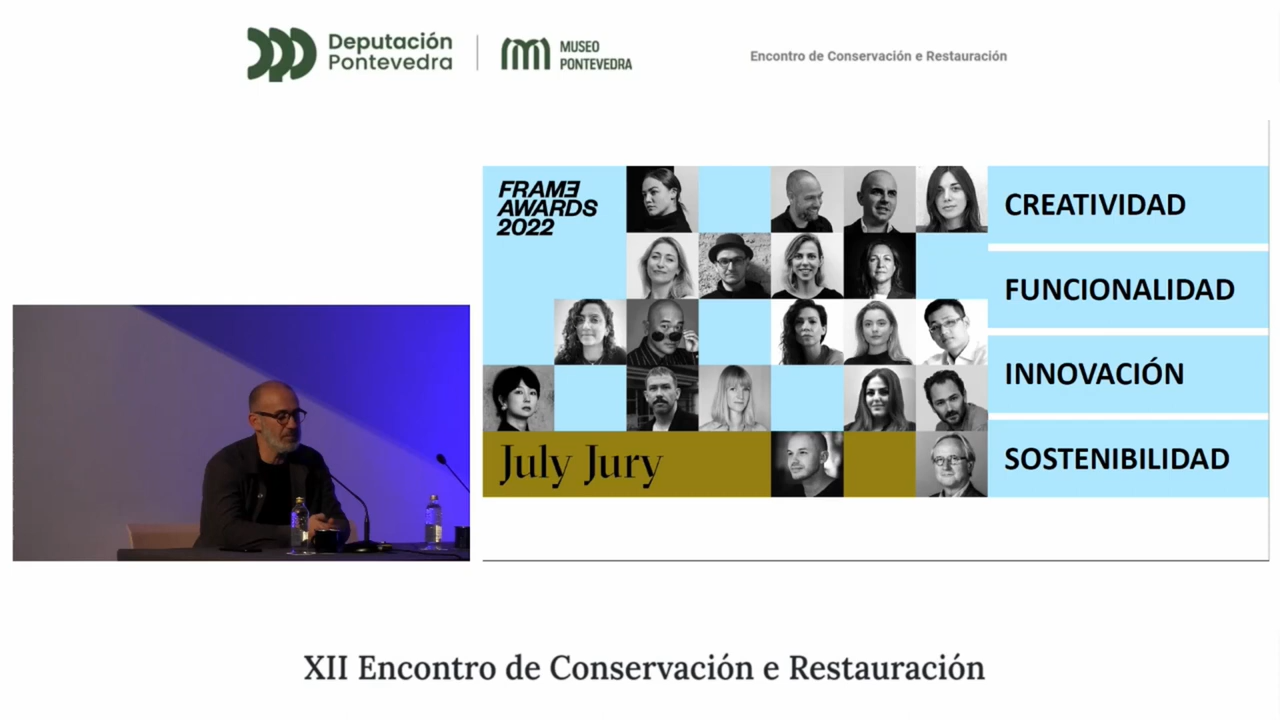 Deputación
Pontevedra
MUSEO
PONTEVEDRA
Encontro de Conservación e Restauración
FRAME
AWARDS
2022
July Jury
CREATIVIDAD
FUNCIONALIDAD
INNOVACIÓN
SOSTENIBILIDAD
XII Encontro de Conservación e Restauración